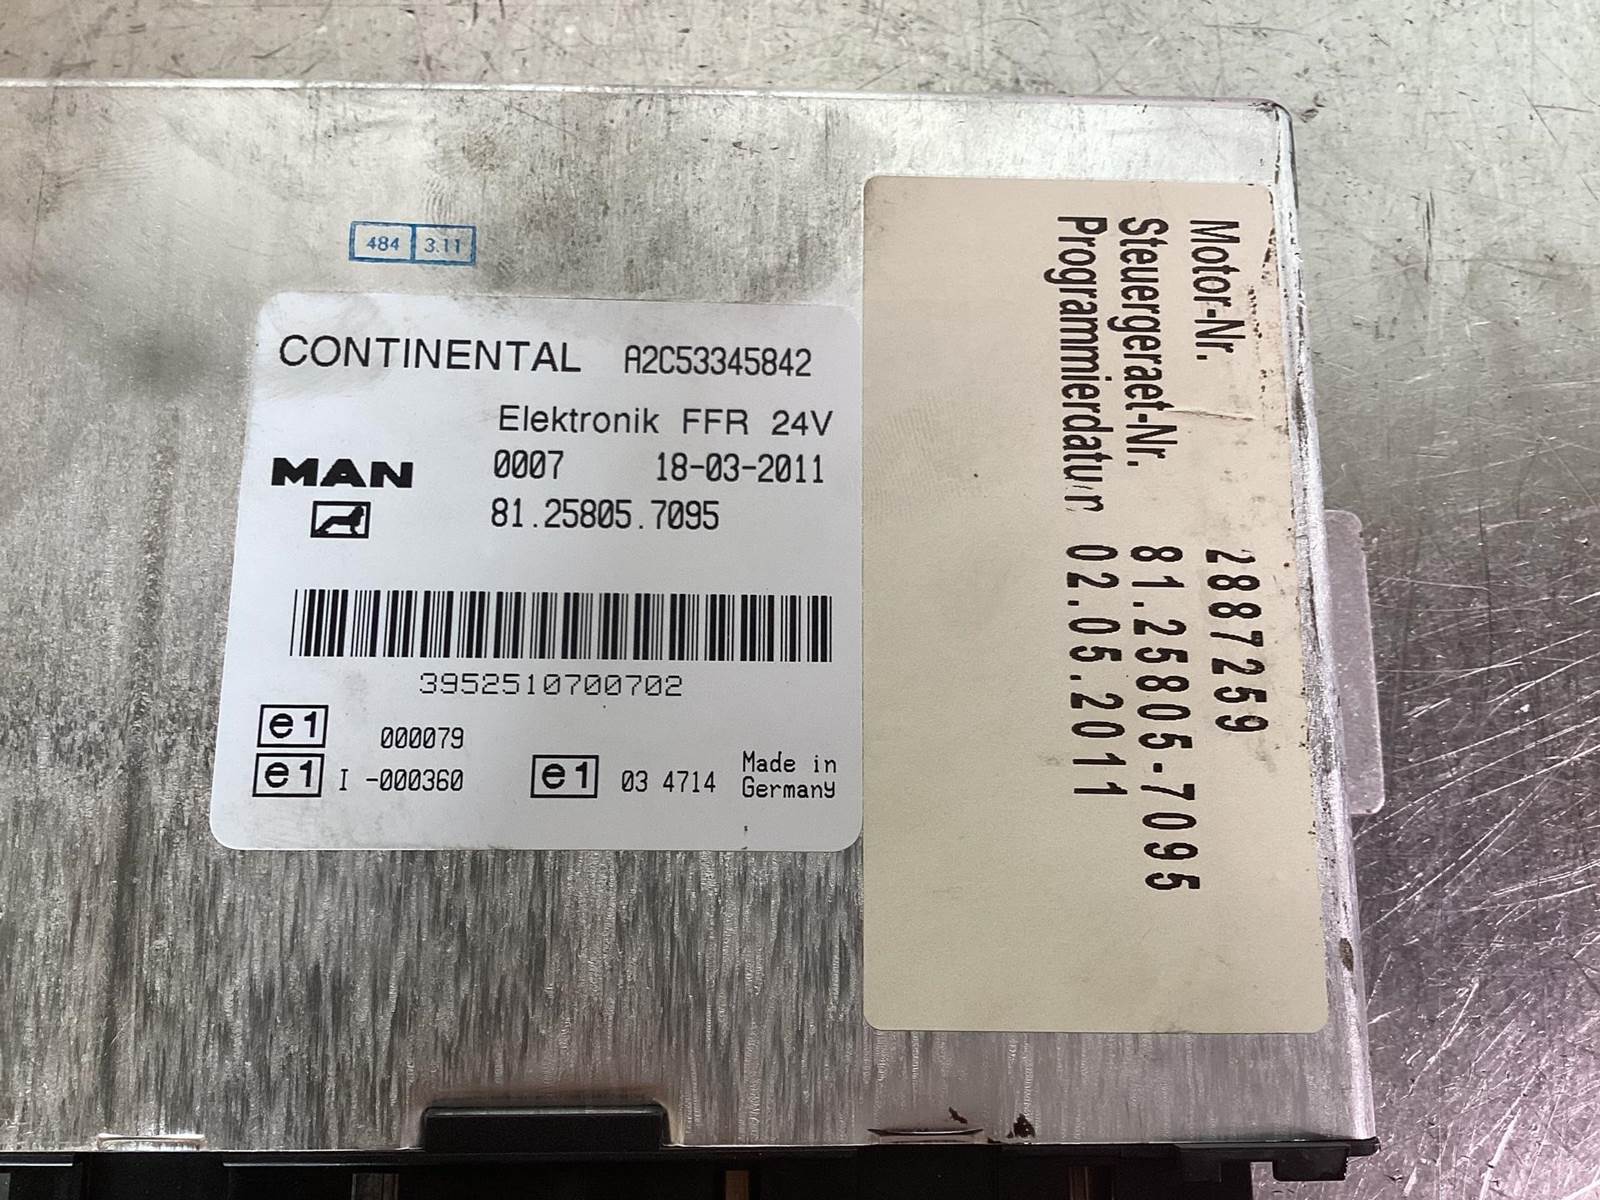 484 3.11
CONTINENTAL A2C53345842
Elektronik FFR 24V
MAN 0007 18-03-2011
81.25805.7095
3952510700702
e1 000079
e1 I -000360 e1 03 4714 Made in
Germany
Motor-Nr. 2887259
Steuergeraet-Nr. 81.25805-7095
Programmierdatum 02.05.2011